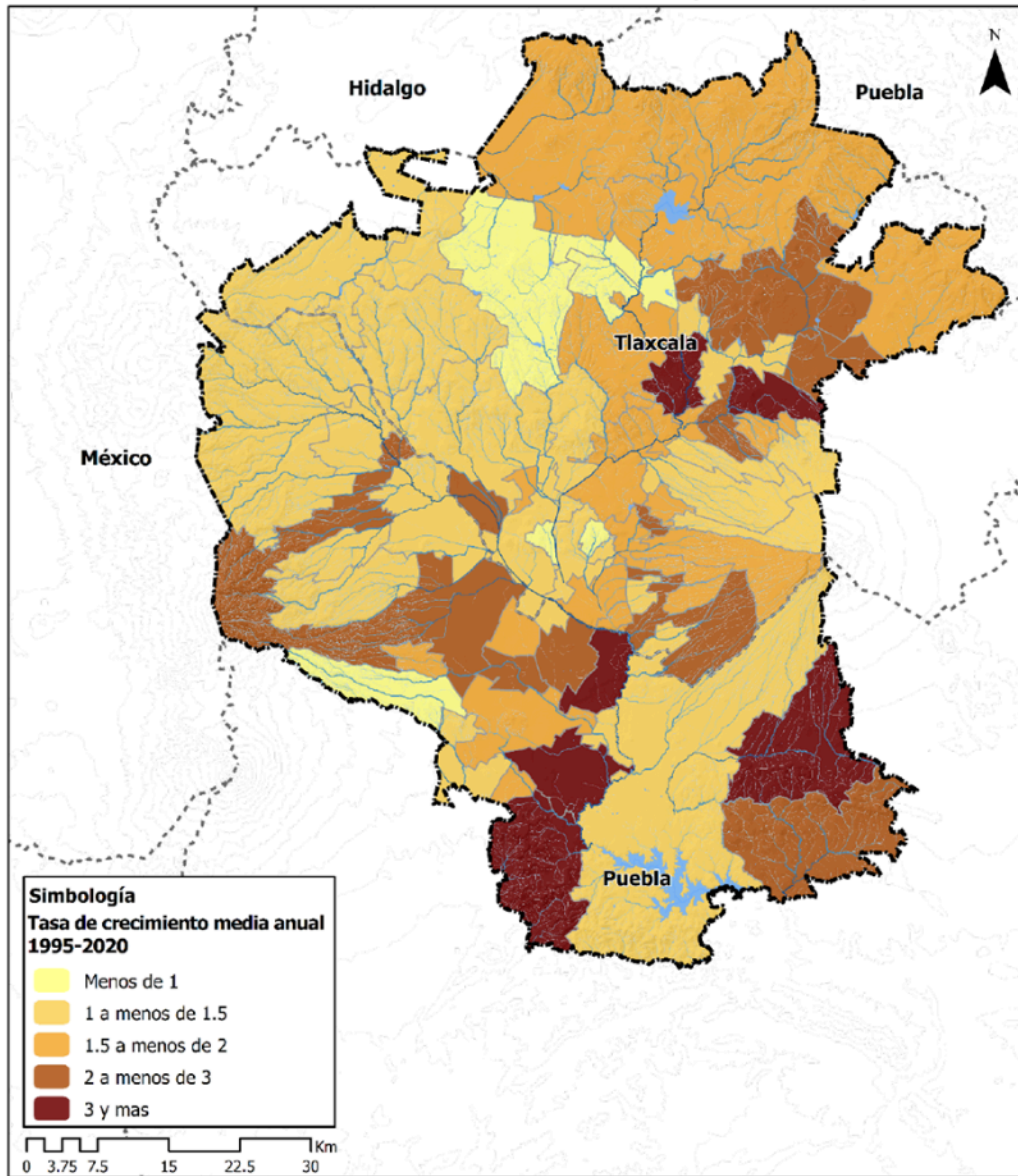 N
Hidalgo
Puebla
Tlaxcala
México
Puebla
Simbología
Tasa de crecimiento media anual
1995-2020
Menos de 1
1 a menos de 1.5
1.5 a menos de 2
2 a menos de 3
3 y mas
Km
0 3.75 7.5 15 22.5 30